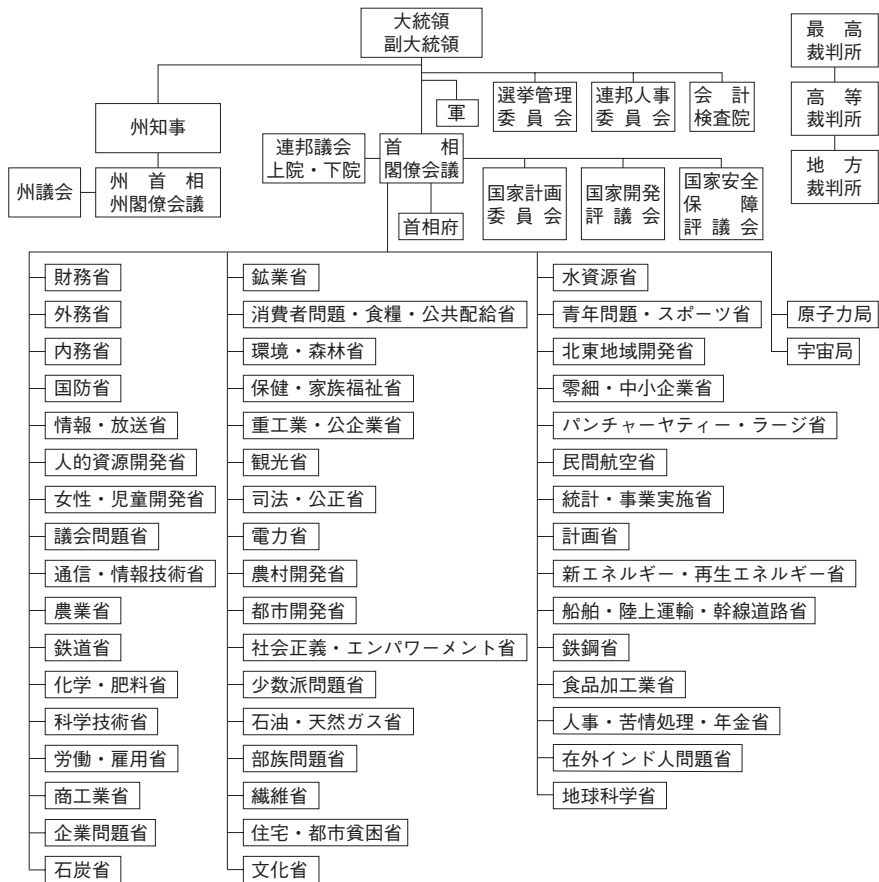 大統領
副大統領
最高
裁判所
選挙管理
委員会
連邦人事
委員会
会計
検査院
軍
州知事
高等
裁判所
連邦議会
上院・下院
首相
閣僚会議
地方
裁判所
州議会
州首相
州閣僚会議
国家計画
委員会
国家開発
評議会
国家安全
保障
評議会
首相府
財務省
外務省
内務省
国防省
情報・放送省
人的資源開発省
女性・児童開発省
議会問題省
通信・情報技術省
農業省
鉄道省
化学・肥料省
科学技術省
労働・雇用省
商工業省
企業問題省
石炭省
鉱業省
消費者問題・食糧・公共配給省
環境・森林省
保健・家族福祉省
重工業・公企業省
観光省
司法・公正省
電力省
農村開発省
都市開発省
社会正義・エンパワーメント省
少数派問題省
石油・天然ガス省
部族問題省
繊維省
住宅・都市貧困省
文化省
水資源省
青年問題・スポーツ省
北東地域開発省
零細・中小企業省
パンチャーヤティー・ラージ省
民間航空省
統計・事業実施省
計画省
新エネルギー・再生エネルギー省
船舶・陸上運輸・幹線道路省
鉄鋼省
食品加工業省
人事・苦情処理・年金省
在外インド人問題省
地球科学省
原子力局
宇宙局